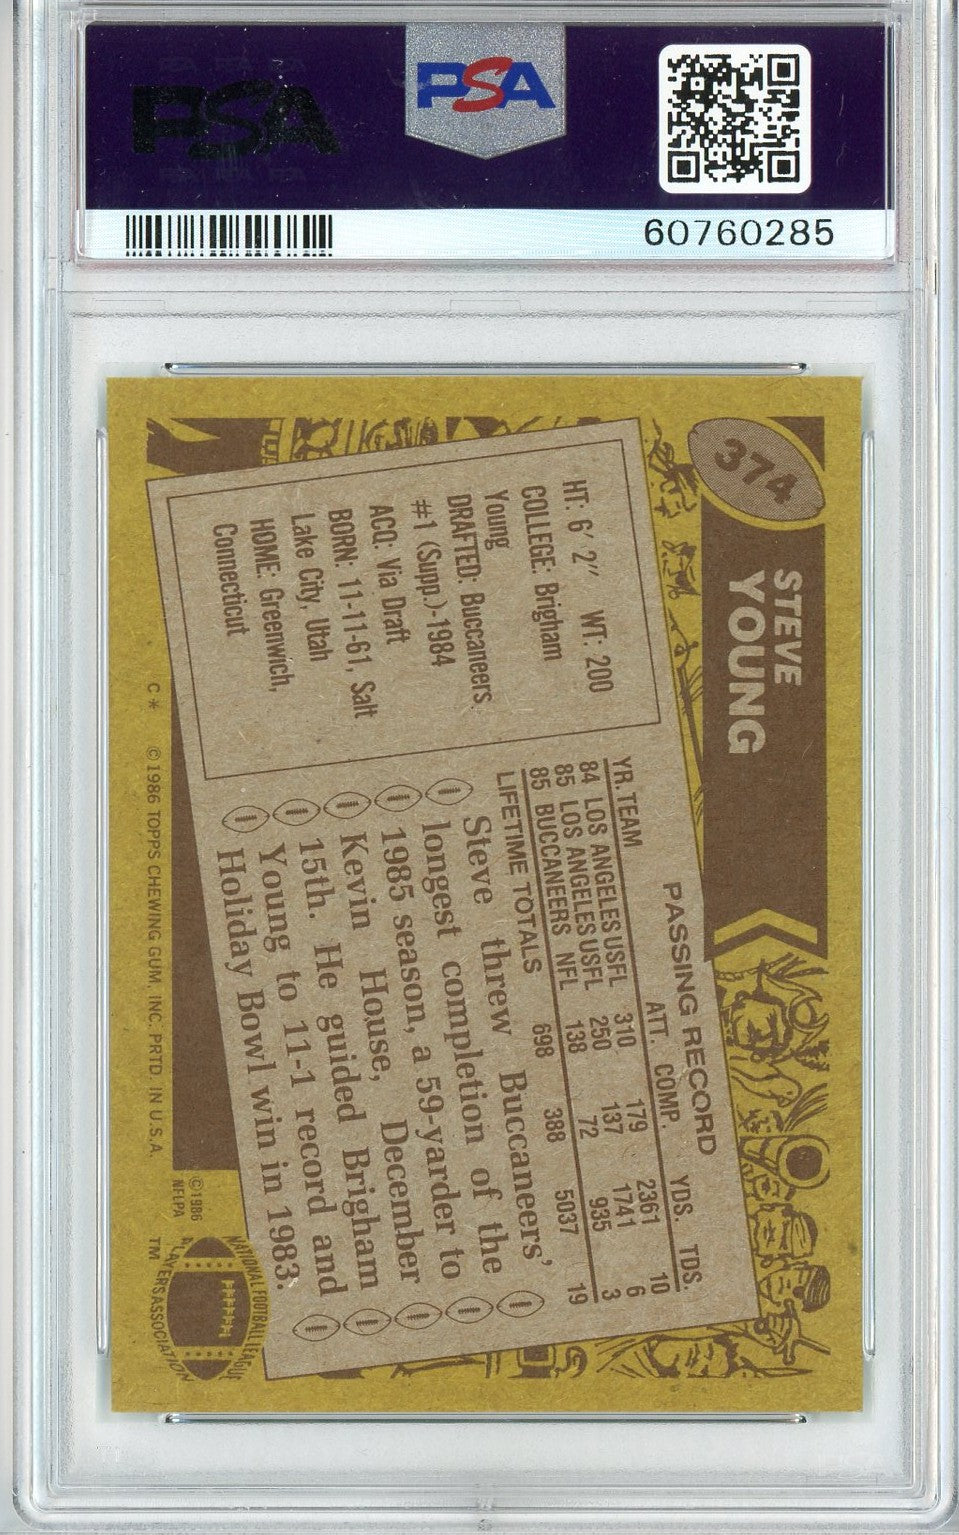 PSA
PSA
60760285
374
STEVE
YOUNG
HT: 6' 2" WT: 200
COLLEGE: Brigham
Young
DRAFTED: Buccaneers
#1 (Supp.)-1984
ACQ: Via Draft
BORN: 11-11-61, Salt
Lake City, Utah
HOME: Greenwich,
Connecticut
PASSING RECORD
YR. TEAM ATT. COMP. YDS. TDS.
84 LOS ANGELES USFL 310 179 2361 10
85 LOS ANGELES USFL 250 137 1741 6
85 BUCCANEERS NFL 138 72 935 3
LIFETIME TOTALS 698 388 5037 19
Steve threw Buccaneers'
longest completion of the
1985 season, a 59-yarder to
Kevin House, December
15th. He guided Brigham
Young to 11-1 record and
Holiday Bowl win in 1983.
C* ©1986 TOPPS CHEWING GUM, INC. PRTD. IN U.S.A.
©1986
NFLPA
NATIONAL FOOTBALL LEAGUE
PLAYERS ASSOCIATION
TM